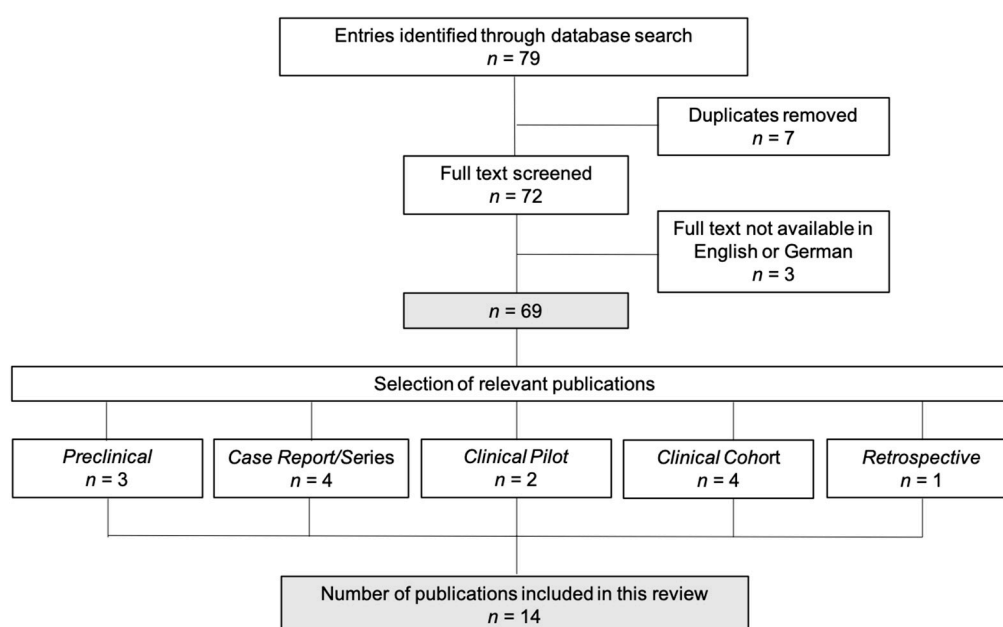 Entries identified through database search
n = 79
Duplicates removed
n = 7
Full text screened
n = 72
Full text not available in
English or German
n = 3
n = 69
Selection of relevant publications
Preclinical
n = 3
Case Report/Series
n = 4
Clinical Pilot
n = 2
Clinical Cohort
n = 4
Retrospective
n = 1
Number of publications included in this review
n = 14